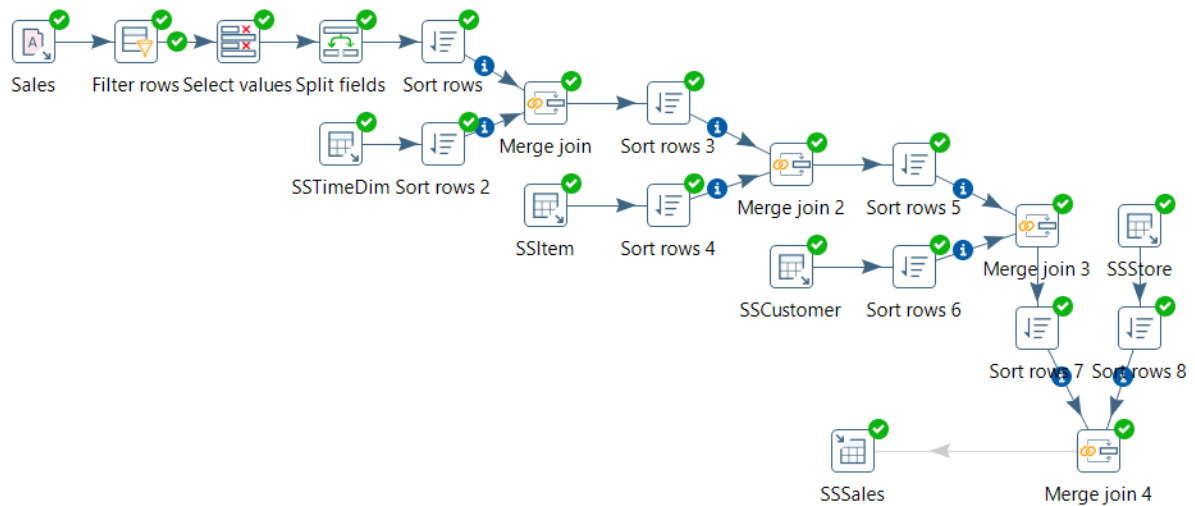 Sales
Filter rows
Select values
Split fields
Sort rows
SSTimeDim
Sort rows 2
Merge join
Sort rows 3
SSItem
Sort rows 4
Merge join 2
Sort rows 5
SSCustomer
Sort rows 6
Merge join 3
SSStore
Sort rows 7
Sort rows 8
SSSales
Merge join 4